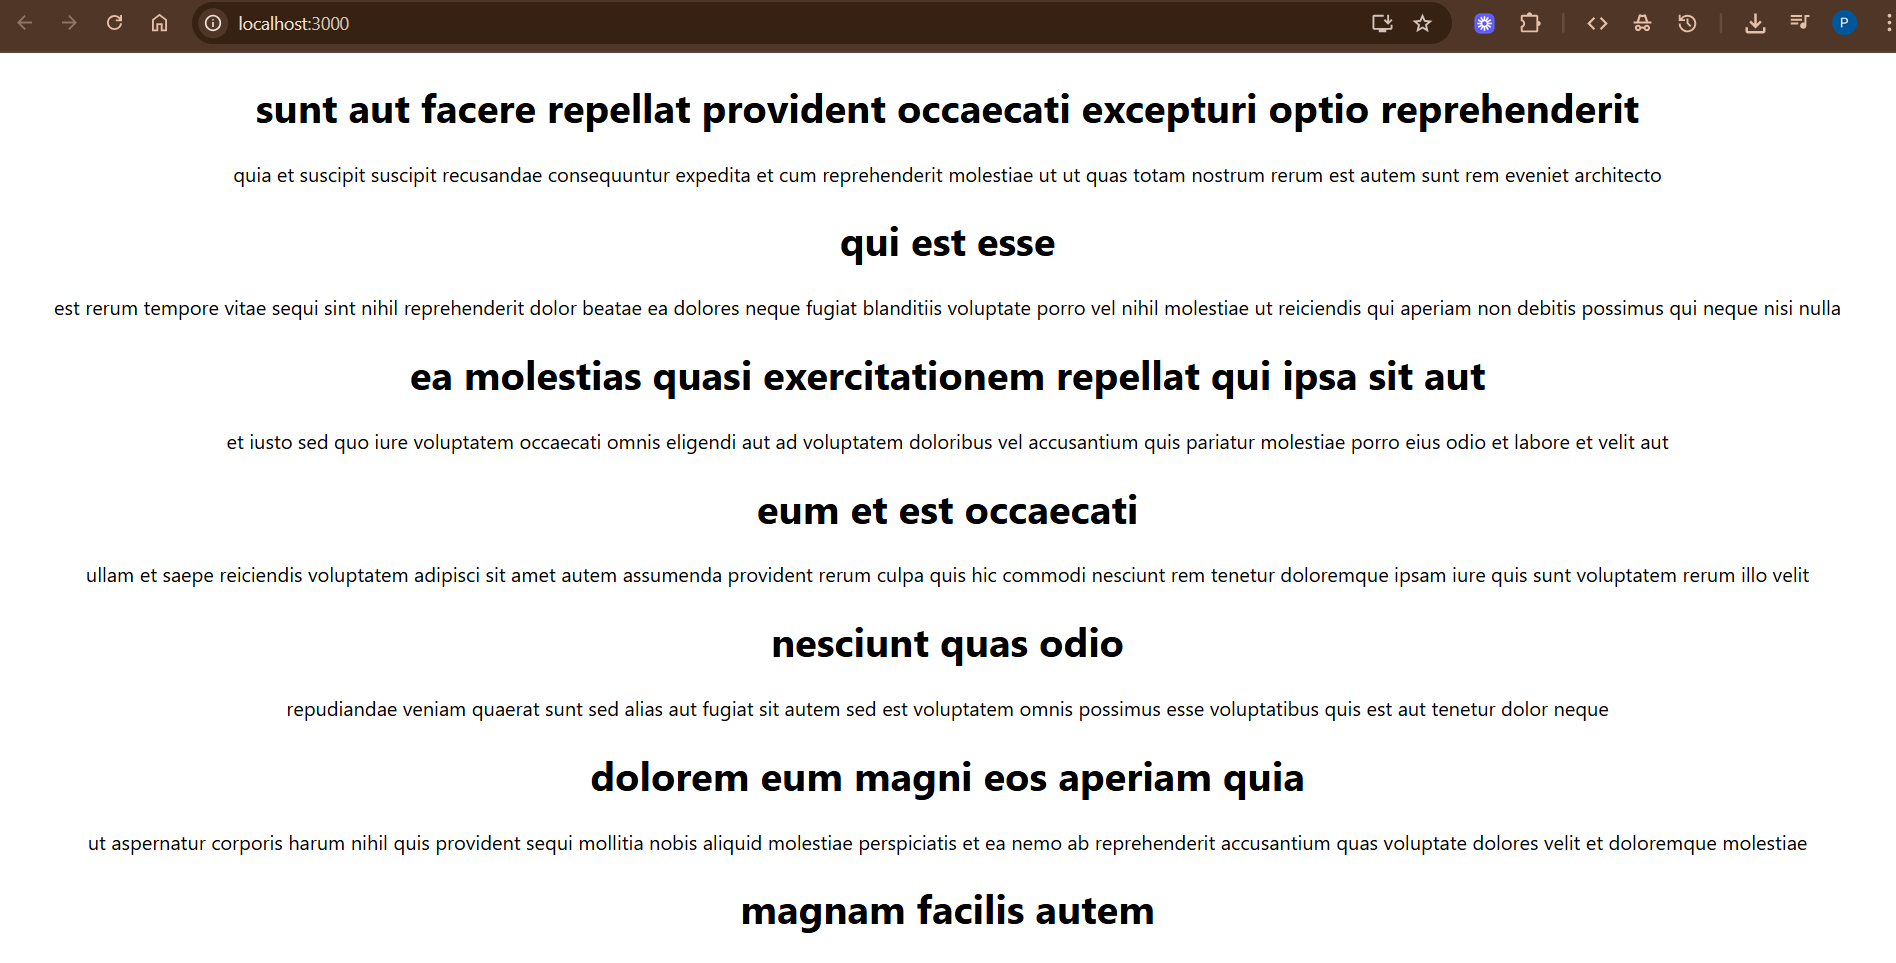 localhost:3000
P
sunt aut facere repellat provident occaecati excepturi optio reprehenderit
quia et suscipit suscipit recusandae consequuntur expedita et cum reprehenderit molestiae ut ut quas totam nostrum rerum est autem sunt rem eveniet architecto
qui est esse
est rerum tempore vitae sequi sint nihil reprehenderit dolor beatae ea dolores neque fugiat blanditiis voluptate porro vel nihil molestiae ut reiciendis qui aperiam non debitis possimus qui neque nisi nulla
ea molestias quasi exercitationem repellat qui ipsa sit aut
et iusto sed quo iure voluptatem occaecati omnis eligendi aut ad voluptatem doloribus vel accusantium quis pariatur molestiae porro eius odio et labore et velit aut
eum et est occaecati
ullam et saepe reiciendis voluptatem adipisci sit amet autem assumenda provident rerum culpa quis hic commodi nesciunt rem tenetur doloremque ipsam iure quis sunt voluptatem rerum illo velit
nesciunt quas odio
repudiandae veniam quaerat sunt sed alias aut fugiat sit autem sed est voluptatem omnis possimus esse voluptatibus quis est aut tenetur dolor neque
dolorem eum magni eos aperiam quia
ut aspernatur corporis harum nihil quis provident sequi mollitia nobis aliquid molestiae perspiciatis et ea nemo ab reprehenderit accusantium quas voluptate dolores velit et doloremque molestiae
magnam facilis autem